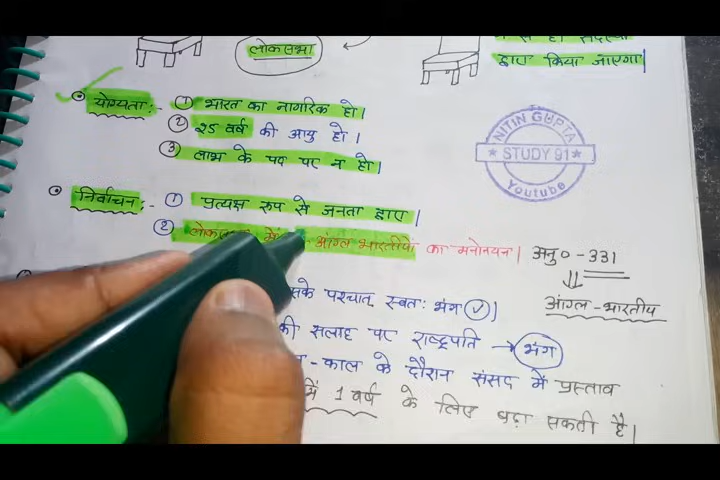 लोकसभा
द्वारा किया जाएगा।
योग्यता :- ① भारत का नागरिक हो।
② 25 वर्ष की आयु हो।
③ लाभ के पद पर न हो।
निर्वाचन :- ① प्रत्यक्ष रूप से जनता द्वारा
② में आंग्ल भारतीयों का मनोनयन। अनु० - 331
आंग्ल-भारतीय
पश्चात् स्वतः भंग
की सलाह पर राष्ट्रपति → भंग
- काल के दौरान संसद में प्रस्ताव
में 1 वर्ष के लिए बढ़ा सकती है।
NITIN GUPTA
★ STUDY 91 ★
Youtube